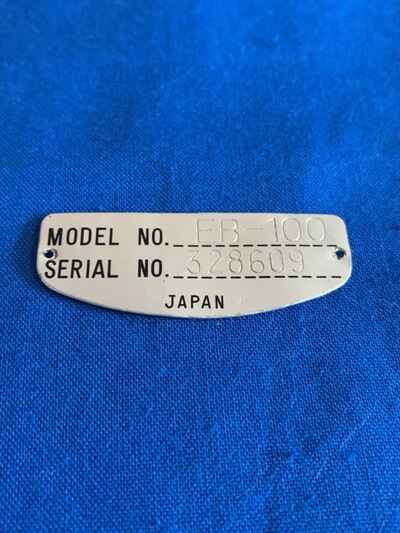 MODEL NO. EB-100
SERIAL NO. 328609
JAPAN